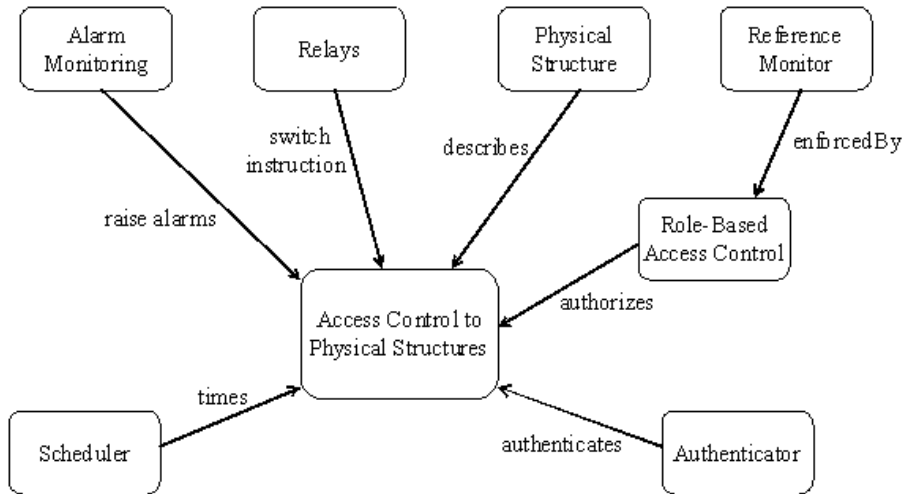 Alarm
Monitoring
Relays
Physical
Structure
Reference
Monitor
switch
instruction
describes
enforcedBy
raise alarms
Role-Based
Access Control
authorizes
Access Control to
Physical Structures
times
authenticates
Scheduler
Authenticator